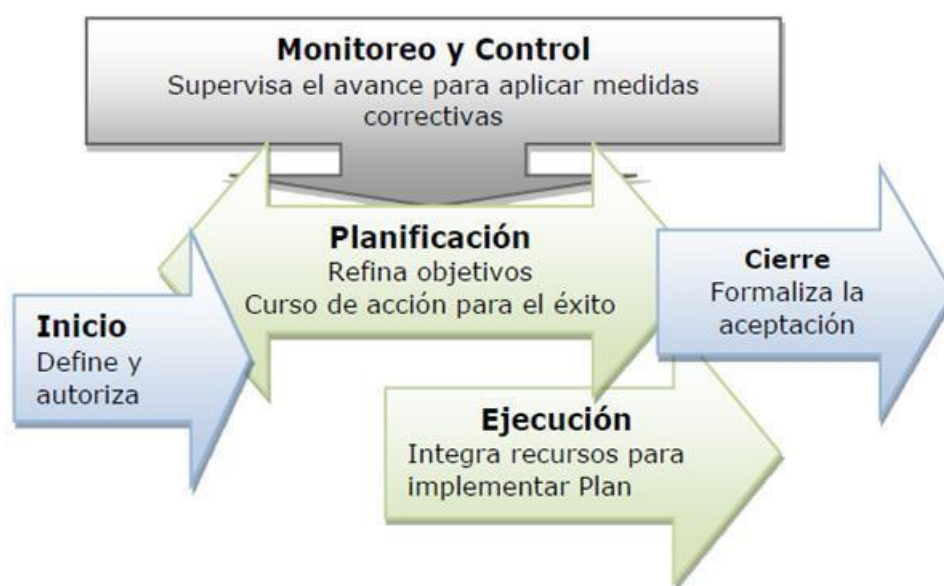 Monitoreo y Control
Supervisa el avance para aplicar medidas
correctivas
Planificación
Refina objetivos
Curso de acción para el éxito
Inicio
Define y
autoriza
Cierre
Formaliza la
aceptación
Ejecución
Integra recursos para
implementar Plan